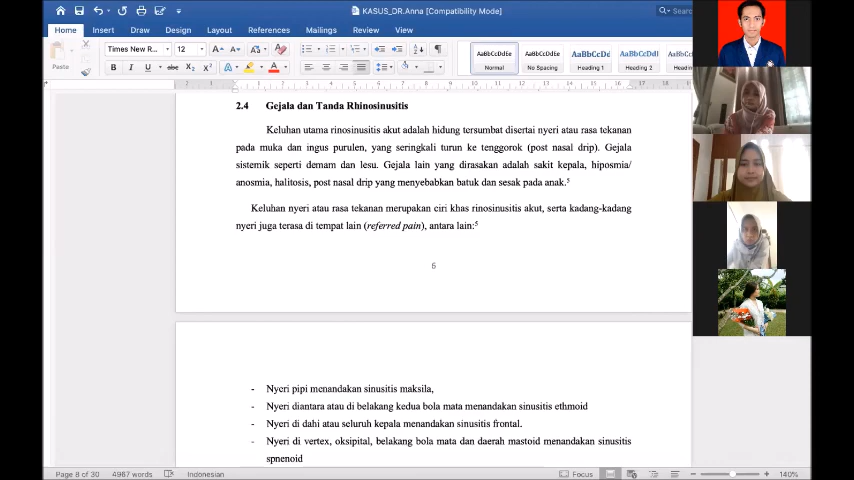 KASUS_DR.Anna [Compatibility Mode]
Home Insert Draw Design Layout References Mailings Review View
Paste
Times New R... 12
AaBbCcDdEe AaBbCcDdEe AaBbCcDd AaBbCcDdI
Normal No Spacing Heading 1 Heading 2
2.4 Gejala dan Tanda Rhinosinusitis
Keluhan utama rinosinusitis akut adalah hidung tersumbat disertai nyeri atau rasa tekanan
pada muka dan ingus purulen, yang seringkali turun ke tenggorok (post nasal drip). Gejala
sistemik seperti demam dan lesu. Gejala lain yang dirasakan adalah sakit kepala, hiposmia/
anosmia, halitosis, post nasal drip yang menyebabkan batuk dan sesak pada anak.5
Keluhan nyeri atau rasa tekanan merupakan ciri khas rinosinusitis akut, serta kadang-kadang
nyeri juga terasa di tempat lain (referred pain), antara lain:5
6
- Nyeri pipi menandakan sinusitis maksila,
- Nyeri diantara atau di belakang kedua bola mata menandakan sinusitis ethmoid
- Nyeri di dahi atau seluruh kepala menandakan sinusitis frontal.
- Nyeri di vertex, oksipital, belakang bola mata dan daerah mastoid menandakan sinusitis
spnenoid
Page 8 of 30 4967 words Indonesian Focus 140%